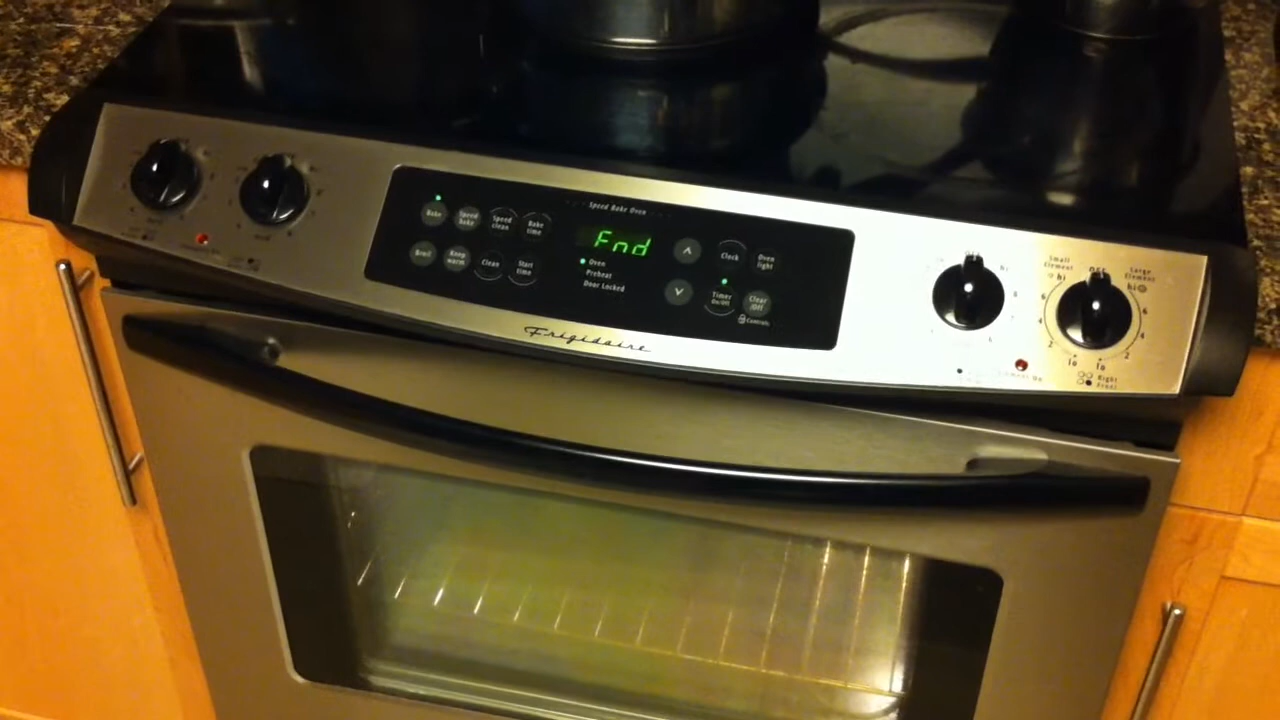 Speed Bake Oven
Bake
Speed bake
Speed clean
Bake time
End
Clock
Oven light
Broil
Keep warm
Clean
Start time
Oven
Preheat
Door Locked
Timer On/Off
Clear /Off
Controls
Frigidaire
Small Element
OFF
Large Element
hi
hi
6
6
4
4
2
2
lo
lo
Right Front